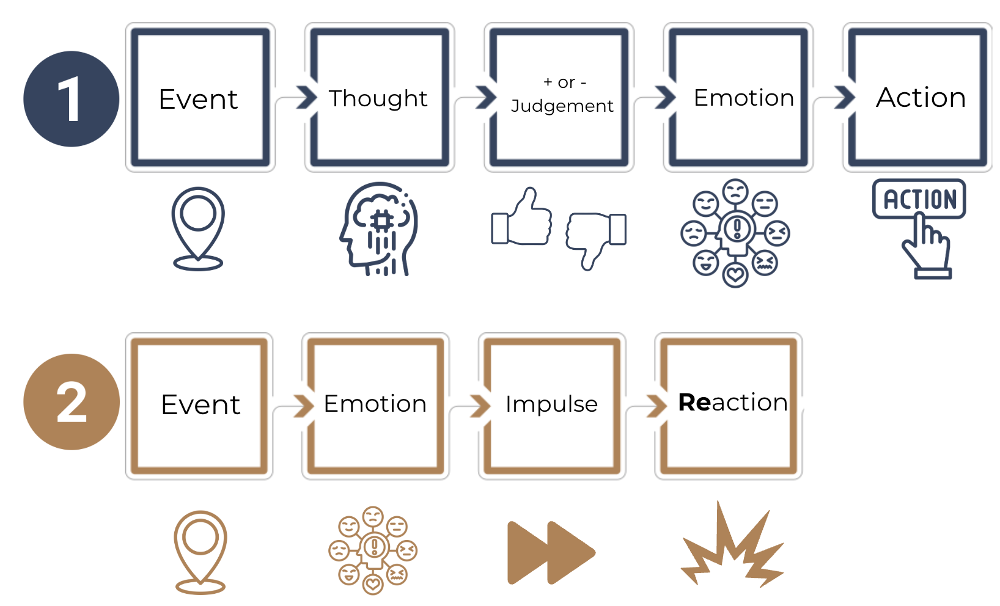 1
Event
Thought
+ or -
Judgement
Emotion
Action
ACTION
2
Event
Emotion
Impulse
Reaction